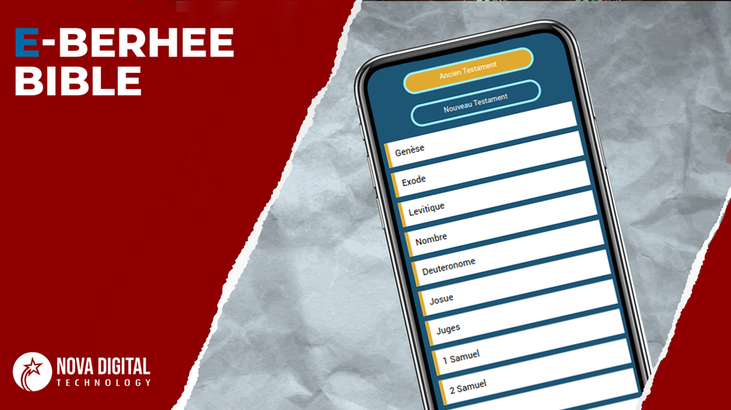 E-BERHEE
BIBLE
Ancien Testament
Nouveau Testament
Genèse
Exode
Levitique
Nombre
Deuteronome
Josue
Juges
1 Samuel
2 Samuel
NOVA DIGITAL
TECHNOLOGY